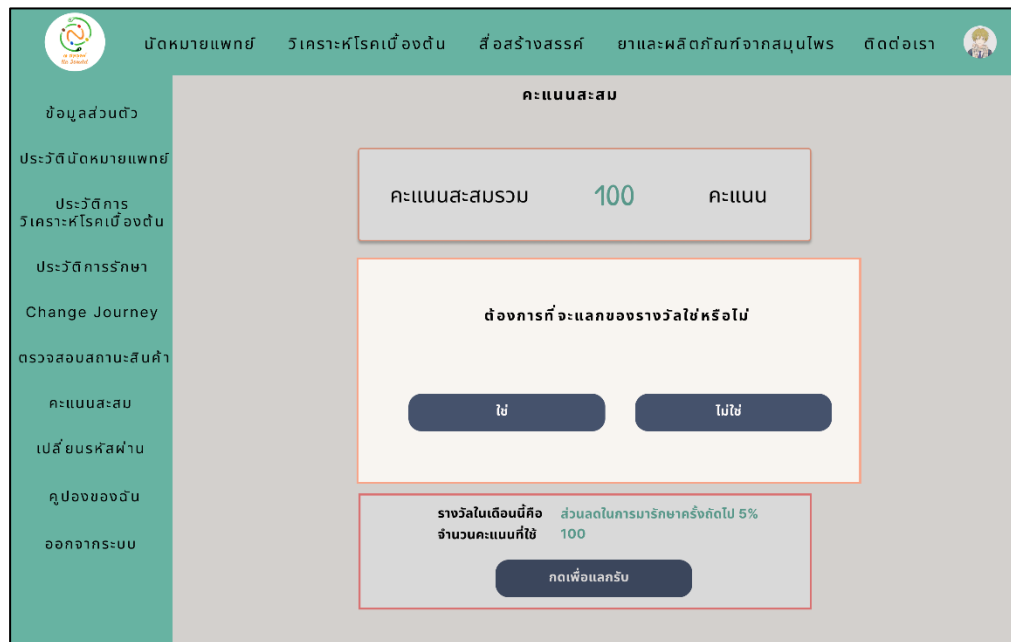 นัดหมายแพทย์ วิเคราะห์โรคเบื้องต้น สื่อสร้างสรรค์ ยาและผลิตภัณฑ์จากสมุนไพร ติดต่อเรา
คะแนนสะสม
ข้อมูลส่วนตัว
ประวัตินัดหมายแพทย์
ประวัติการ
วิเคราะห์โรคเบื้องต้น
ประวัติการรักษา
Change Journey
ตรวจสอบสถานะสินค้า
คะแนนสะสม
เปลี่ยนรหัสผ่าน
คูปองของฉัน
ออกจากระบบ
คะแนนสะสมรวม 100 คะแนน
ต้องการที่จะแลกของรางวัลใช่หรือไม่
ใช่ ไม่ใช่
รางวัลในเดือนนี้คือ ส่วนลดในการมารักษาครั้งถัดไป 5%
จำนวนคะแนนที่ใช้ 100
กดเพื่อแลกรับ